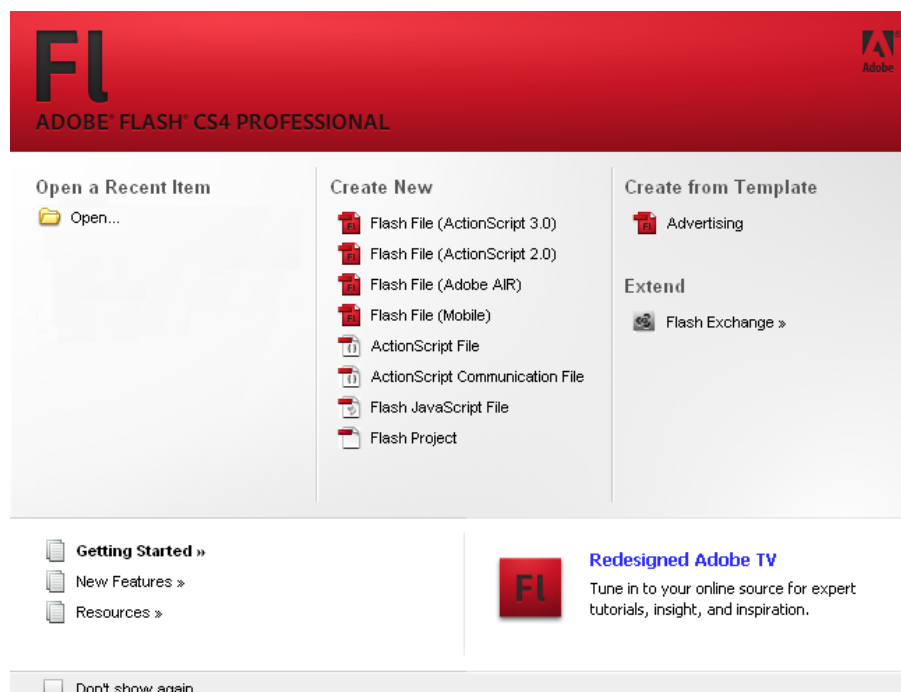 Fl
Adobe
ADOBE® FLASH® CS4 PROFESSIONAL
Open a Recent Item
Open...
Create New
Flash File (ActionScript 3.0)
Flash File (ActionScript 2.0)
Flash File (Adobe AIR)
Flash File (Mobile)
ActionScript File
ActionScript Communication File
Flash JavaScript File
Flash Project
Create from Template
Advertising
Extend
Flash Exchange »
Getting Started »
New Features »
Resources »
Fl
Redesigned Adobe TV
Tune in to your online source for expert
tutorials, insight, and inspiration.
Don't show again